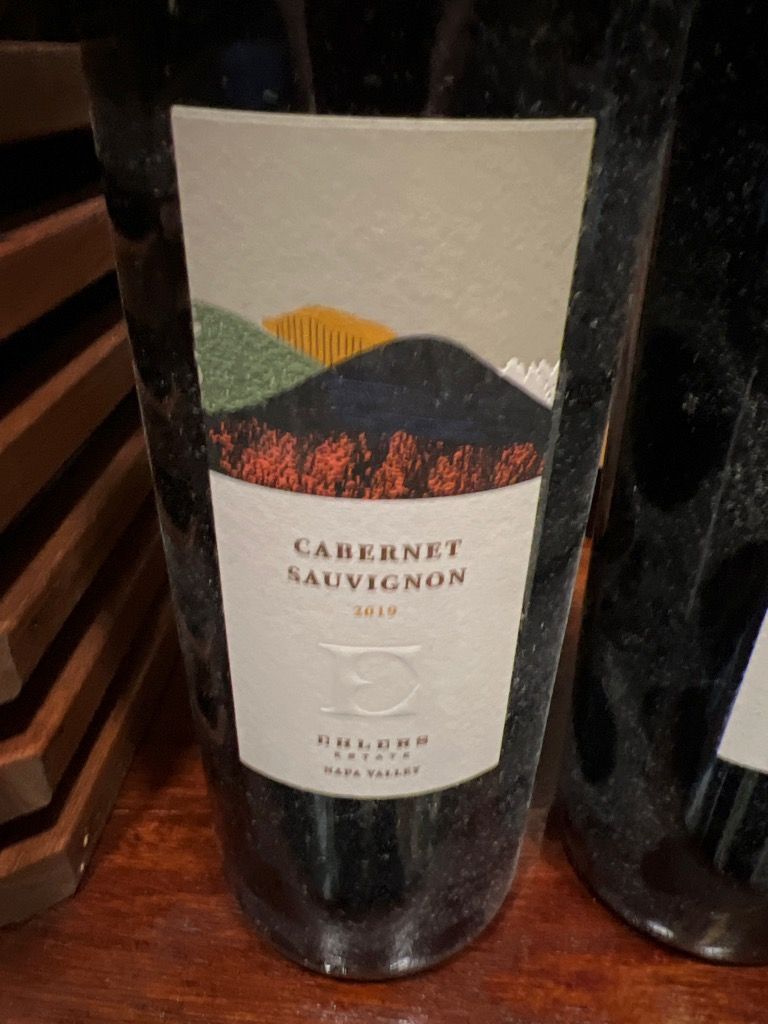 CABERNET
SAUVIGNON
2019
E
EHLERS
ESTATE
NAPA VALLEY